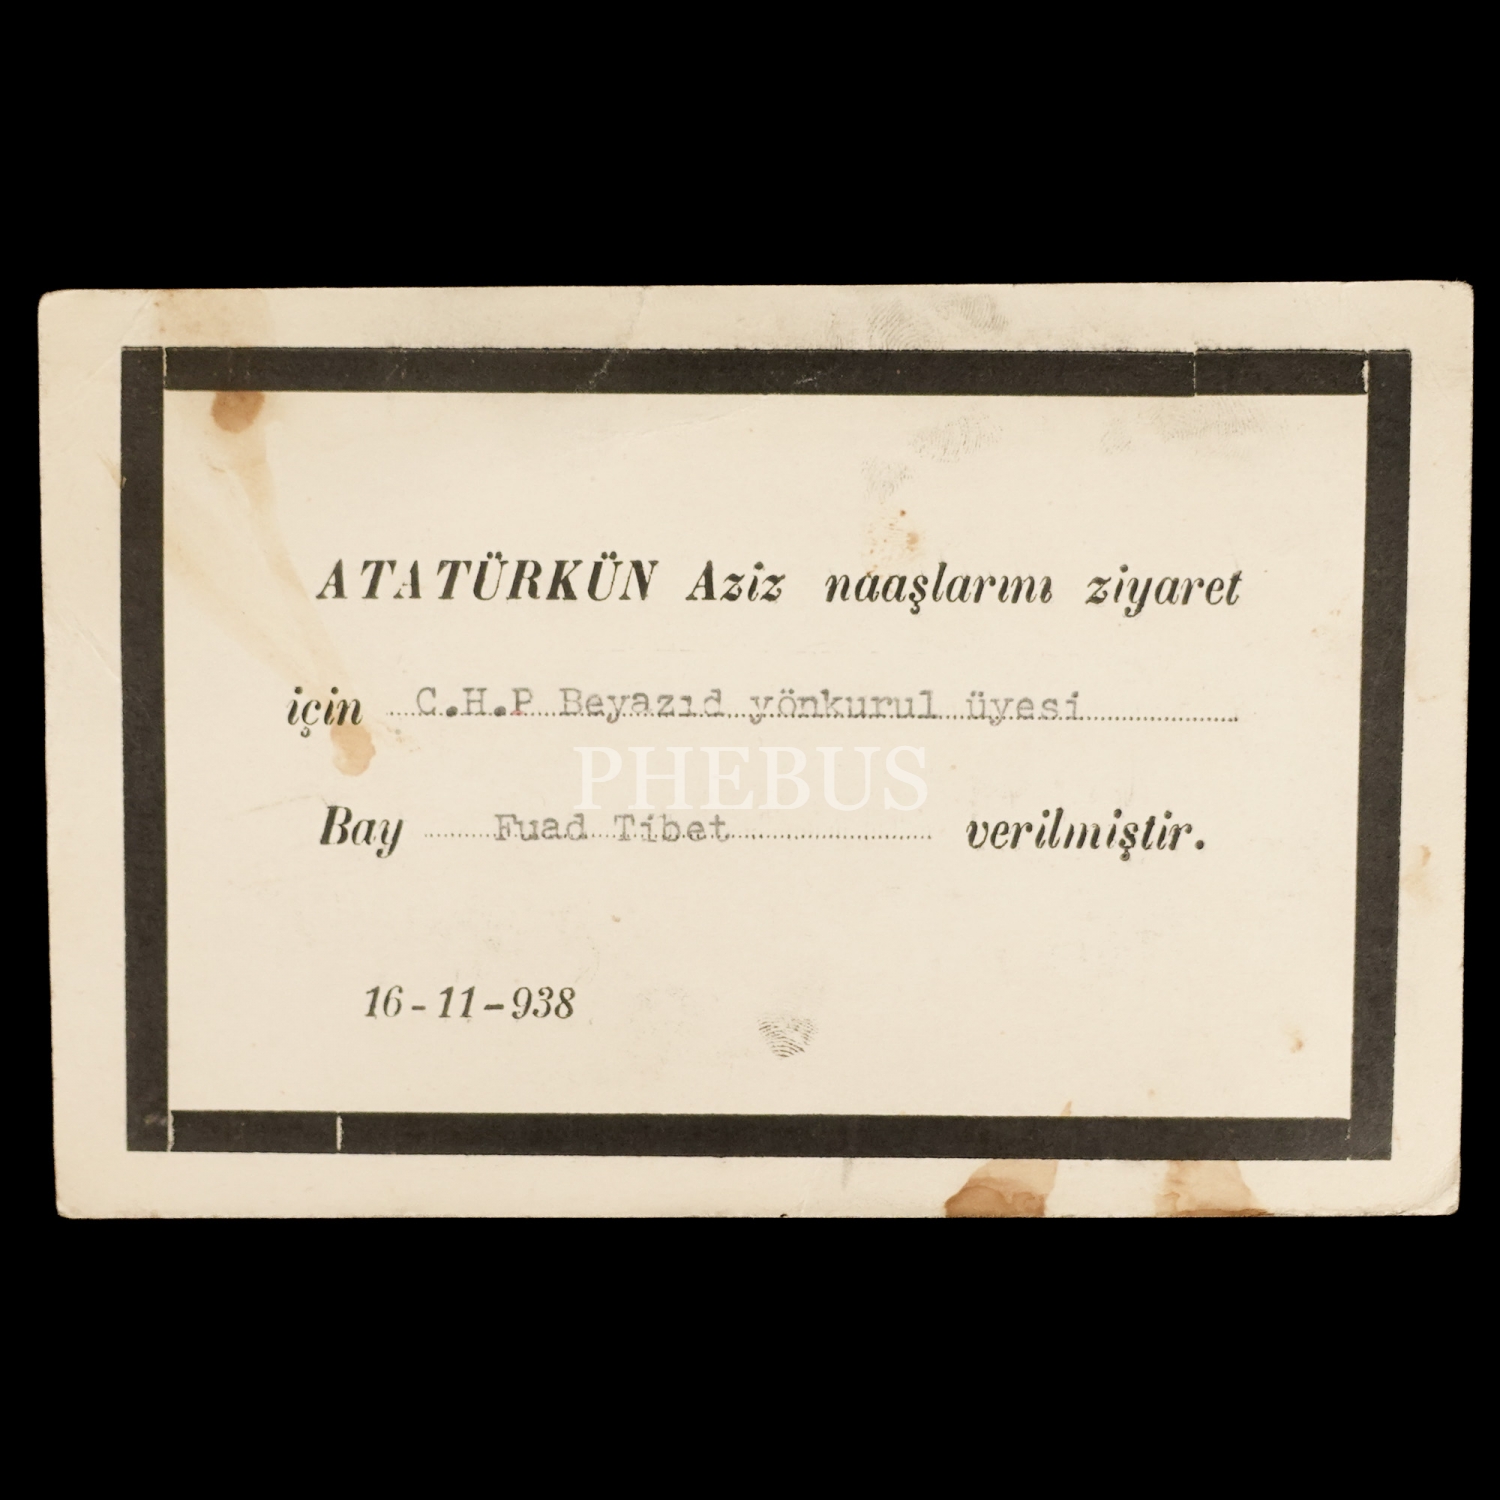 ATATÜRKÜN Aziz naaşlarını ziyaret
için C.H.P Beyazıd yönkurul üyesi
PHEBUS
Bay Fuad Tibet verilmiştir.
16-11-938